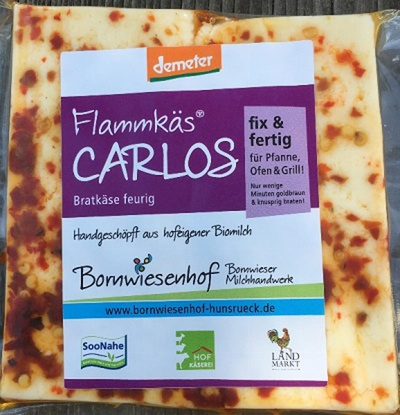 demeter
Flammkäs®
CARLOS
Bratkäse feurig
fix &
fertig
für Pfanne,
Ofen & Grill!
Nur wenige
Minuten goldbraun
& knusprig braten!
Handgeschöpft aus hofeigener Biomilch
Bornwiesenhof
Bornwieser
Milchhandwerk
www.bornwiesenhof-hunsrueck.de
SooNahe
HOF
KÄSEREI
LAND
MARKT